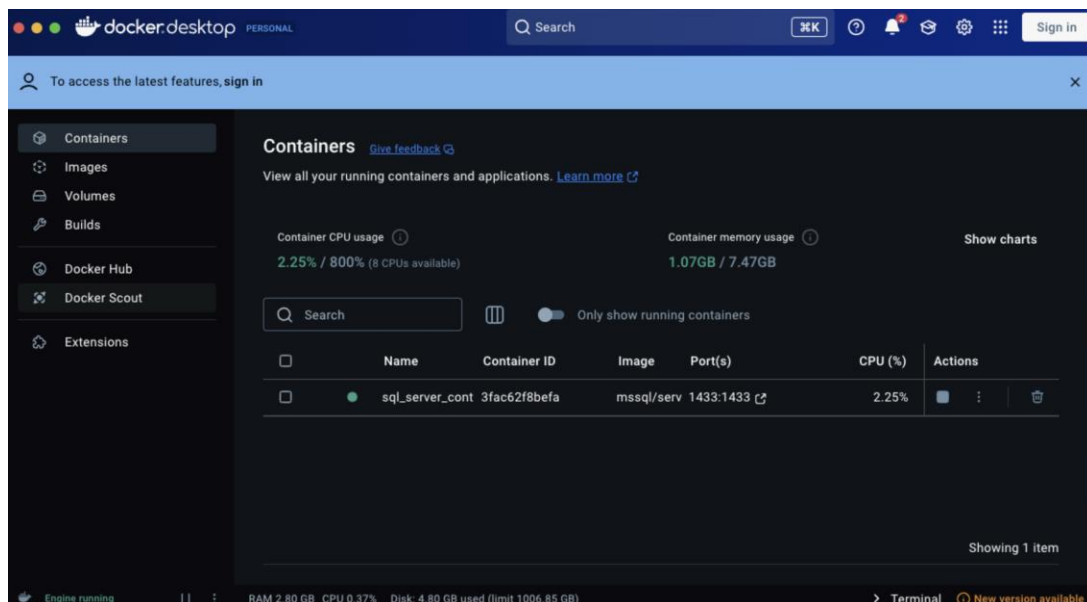 docker.desktop PERSONAL Search ⌘K 2 Sign in
To access the latest features, sign in
Containers
Images
Volumes
Builds
Docker Hub
Docker Scout
Extensions
Containers Give feedback
View all your running containers and applications. Learn more
Container CPU usage
2.25% / 800% (8 CPUs available)
Container memory usage
1.07GB / 7.47GB
Show charts
Search
Only show running containers
Name Container ID Image Port(s) CPU (%) Actions
sql_server_cont 3fac62f8befa mssql/serv 1433:1433 2.25%
Showing 1 item
Engine running RAM 2.80 GB CPU 0.37% Disk: 4.80 GB used (limit 1006.85 GB) Terminal New version available